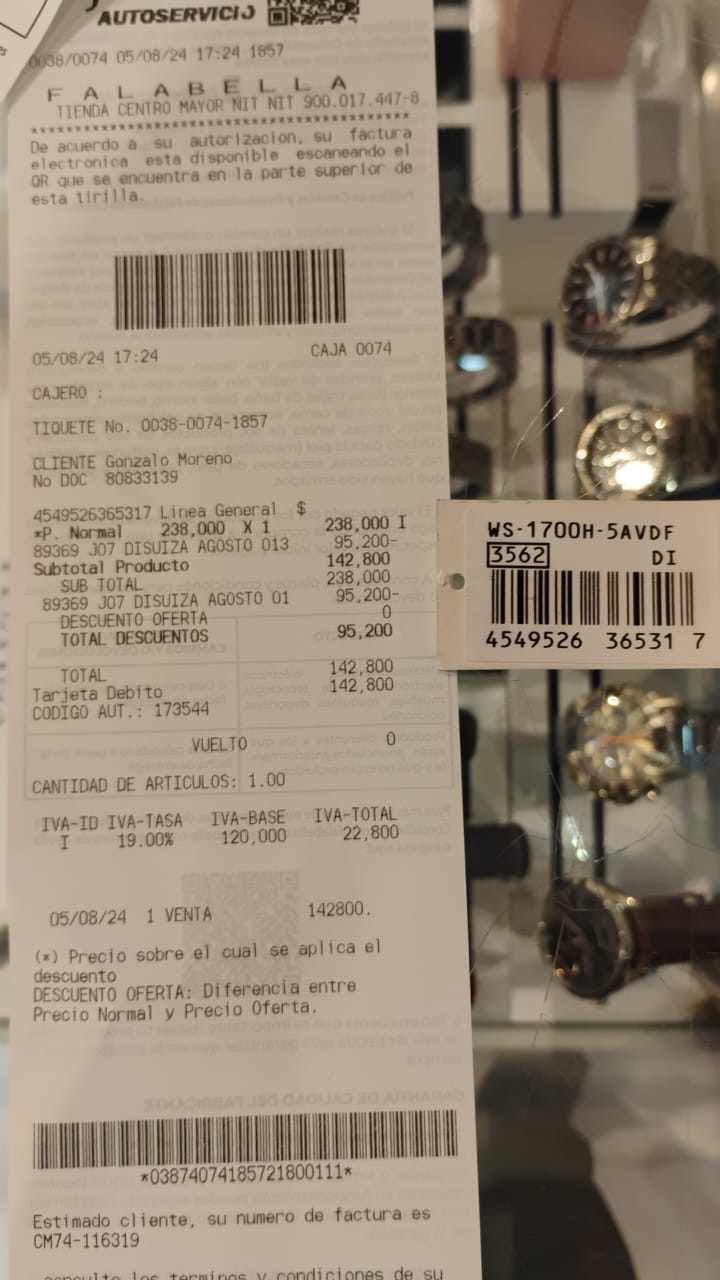 AUTOSERVICIO
0038/0074 05/08/24 17:24 1857
F A L A B E L L A
TIENDA CENTRO MAYOR NIT NIT 900.017.447-8
****************************************
De acuerdo a su autorizacion, su factura
electronica esta disponible escaneando el
QR que se encuentra en la parte superior de
esta tirilla.
05/08/24 17:24 CAJA 0074
CAJERO :
TIQUETE No. 0038-0074-1857
CLIENTE Gonzalo Moreno
No DOC 80833139
4549526365317 Linea General $
*P. Normal 238,000 X 1 238,000 I
89369 J07 DISUIZA AGOSTO 013 95,200-
Subtotal Producto 142,800
SUB TOTAL 238,000
89369 J07 DISUIZA AGOSTO 01 95,200-
DESCUENTO OFERTA 0
TOTAL DESCUENTOS 95,200
TOTAL 142,800
Tarjeta Debito 142,800
CODIGO AUT.: 173544
VUELTO 0
CANTIDAD DE ARTICULOS: 1.00
IVA-ID IVA-TASA IVA-BASE IVA-TOTAL
I 19.00% 120,000 22,800
05/08/24 1 VENTA 142800.
(*) Precio sobre el cual se aplica el
descuento
DESCUENTO OFERTA: Diferencia entre
Precio Normal y Precio Oferta.
*03874074185721800111*
Estimado cliente, su numero de factura es
CM74-116319
consulte los terminos y condiciones de su
WS-1700H-5AVDF
3562 DI
4549526 36531 7